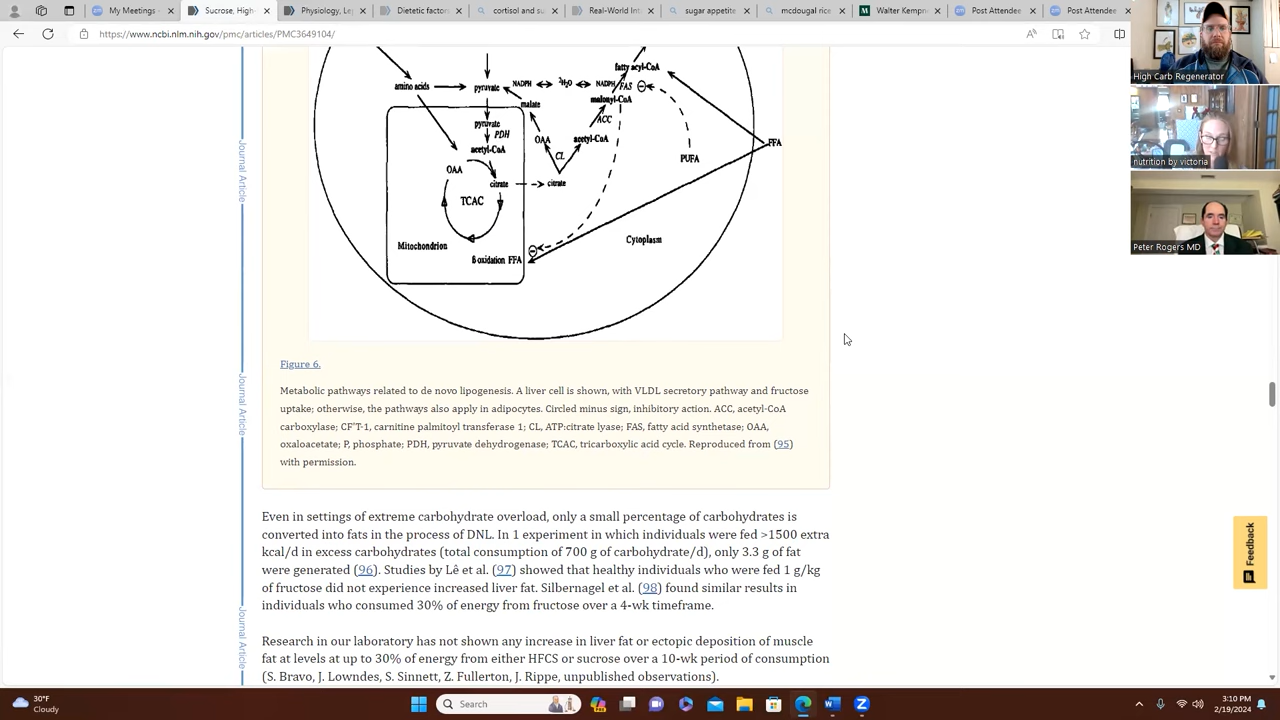 My Meetings
Sucrose, High-
Physiology, Le
Dietary factors
cortisol and su
Real-World Int
sugar appetite
mcdougall rice
Walter Kempn
Post Attendee
Post Attendee
https://www.ncbi.nlm.nih.gov/pmc/articles/PMC3649104/
fatty acyl-CoA
amino acids
pyruvate
NADPH
²H₂O
NADPH
FAS
malonyl-CoA
malate
ACC
pyruvate
PDH
acetyl-CoA
OAA
acetyl-CoA
FFA
CL
PUFA
OAA
citrate
citrate
TCAC
Mitochondrion
Cytoplasm
β oxidation FFA
Journal Article
Journal Article
Journal Article
Figure 6.
Metabolic pathways related to de novo lipogenesis. A liver cell is shown, with VLDL secretory pathway and fructose
uptake; otherwise, the pathways also apply in adipocytes. Circled minus sign, inhibitor action. ACC, acetyl-CoA
carboxylase; CPT-1, carnitine palmitoyl transferase 1; CL, ATP:citrate lyase; FAS, fatty acid synthetase; OAA,
oxaloacetate; P, phosphate; PDH, pyruvate dehydrogenase; TCAC, tricarboxylic acid cycle. Reproduced from (95)
with permission.
Even in settings of extreme carbohydrate overload, only a small percentage of carbohydrates is
converted into fats in the process of DNL. In 1 experiment in which individuals were fed >1500 extra
kcal/d in excess carbohydrates (total consumption of 700 g of carbohydrate/d), only 3.3 g of fat
were generated (96). Studies by Lê et al. (97) showed that healthy individuals who were fed 1 g/kg
of fructose did not experience increased liver fat. Silbernagel et al. (98) found similar results in
individuals who consumed 30% of energy from fructose over a 4-wk timeframe.
Research in our laboratory has not shown any increase in liver fat or ectopic deposition of muscle
fat at levels at up to 30% of energy from either HFCS or sucrose over a 10-wk period of consumption
(S. Bravo, J. Lowndes, S. Sinnett, Z. Fullerton, J. Rippe, unpublished observations).
High Carb Regenerator
nutrition by victoria
Peter Rogers MD
Feedback
30°F
Cloudy
Search
3:10 PM
2/19/2024